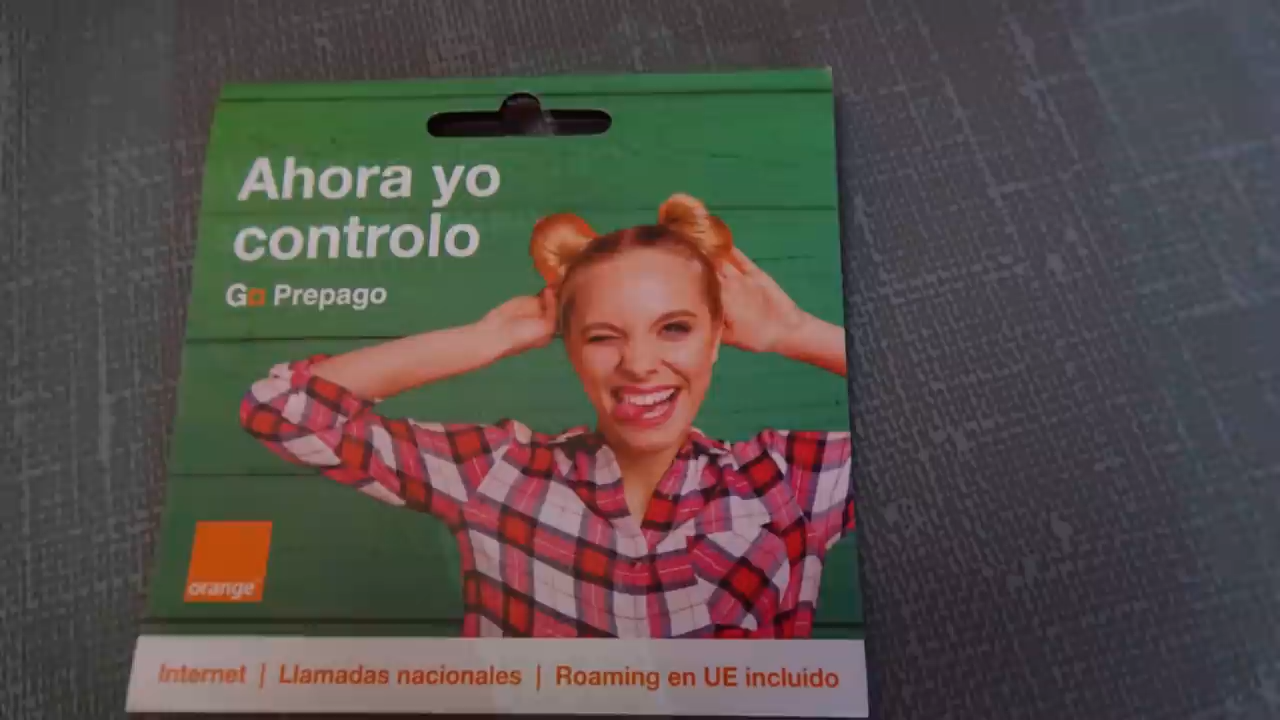 Ahora yo
controlo
Go Prepago
orange
Internet | Llamadas nacionales | Roaming en UE incluido